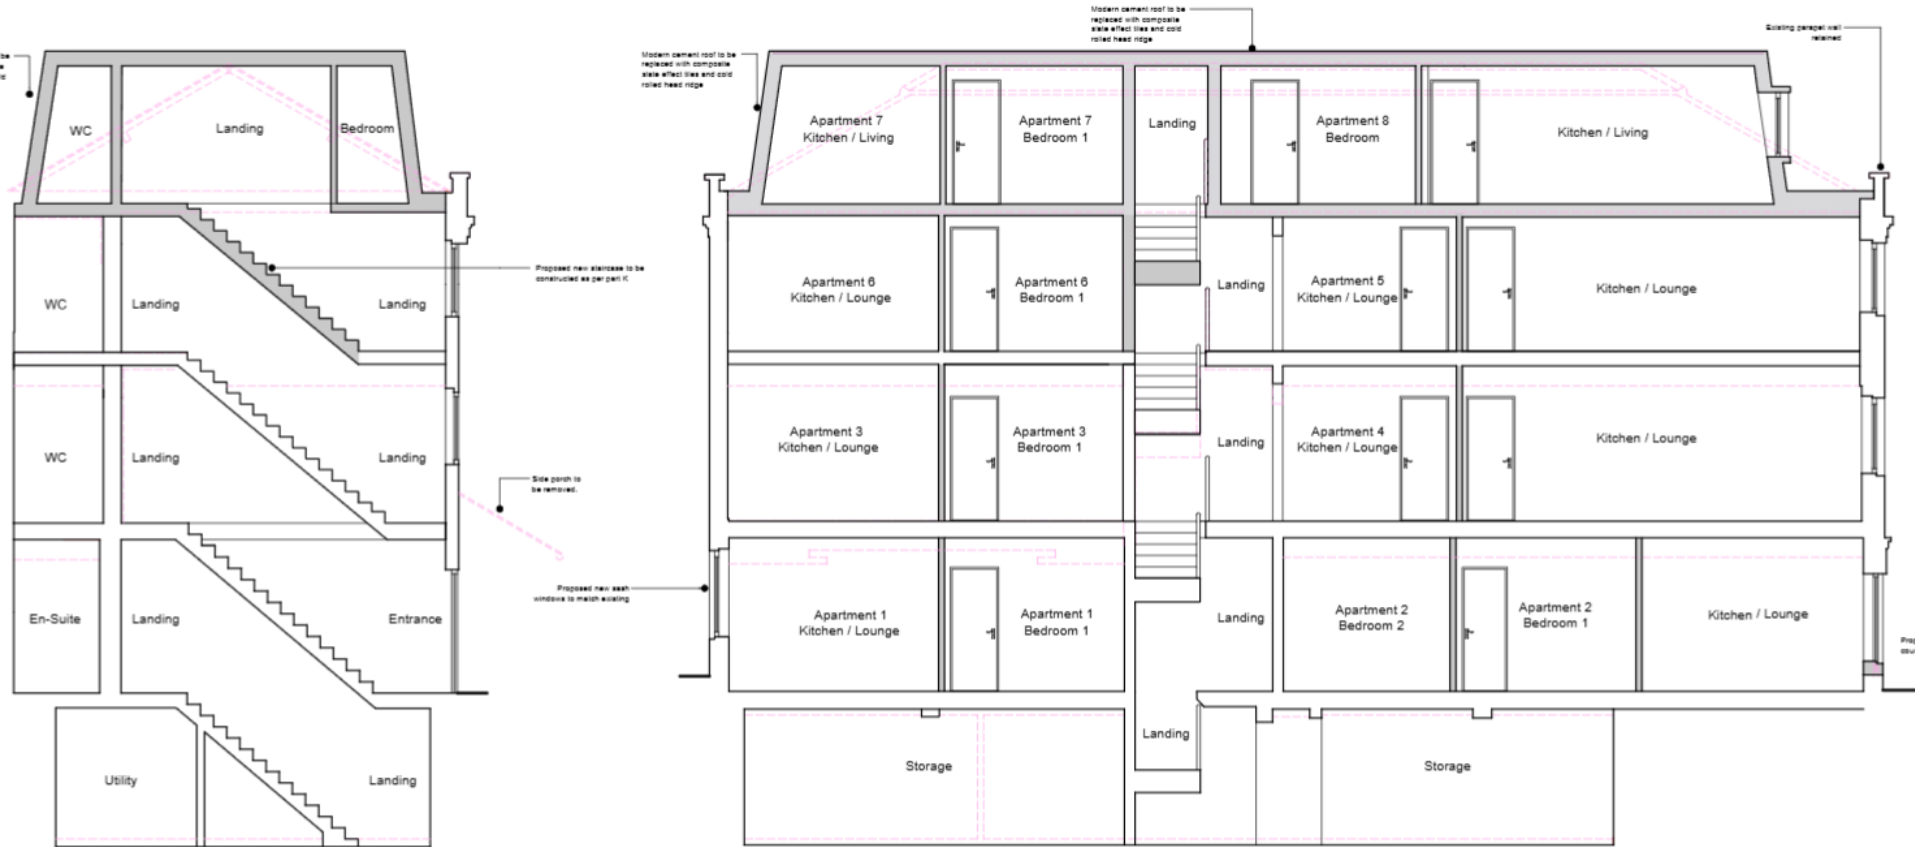 be
Modern cement roof to be
replaced with composite
slate effect tiles and cold
rolled head ridge
Modern cement roof to be
replaced with composite
slate effect tiles and cold
rolled head ridge
Existing parapet wall
retained
WC
Landing
Bedroom
Apartment 7
Kitchen / Living
Apartment 7
Bedroom 1
Landing
Apartment 8
Bedroom
Kitchen / Living
Proposed new staircase to be
constructed as per part K
WC
Landing
Landing
Apartment 6
Kitchen / Lounge
Apartment 6
Bedroom 1
Landing
Apartment 5
Kitchen / Lounge
Kitchen / Lounge
WC
Landing
Landing
Side porch to
be removed.
Apartment 3
Kitchen / Lounge
Apartment 3
Bedroom 1
Landing
Apartment 4
Kitchen / Lounge
Kitchen / Lounge
Proposed new sash
windows to match existing
En-Suite
Landing
Entrance
Apartment 1
Kitchen / Lounge
Apartment 1
Bedroom 1
Landing
Apartment 2
Bedroom 2
Apartment 2
Bedroom 1
Kitchen / Lounge
Utility
Landing
Storage
Landing
Storage